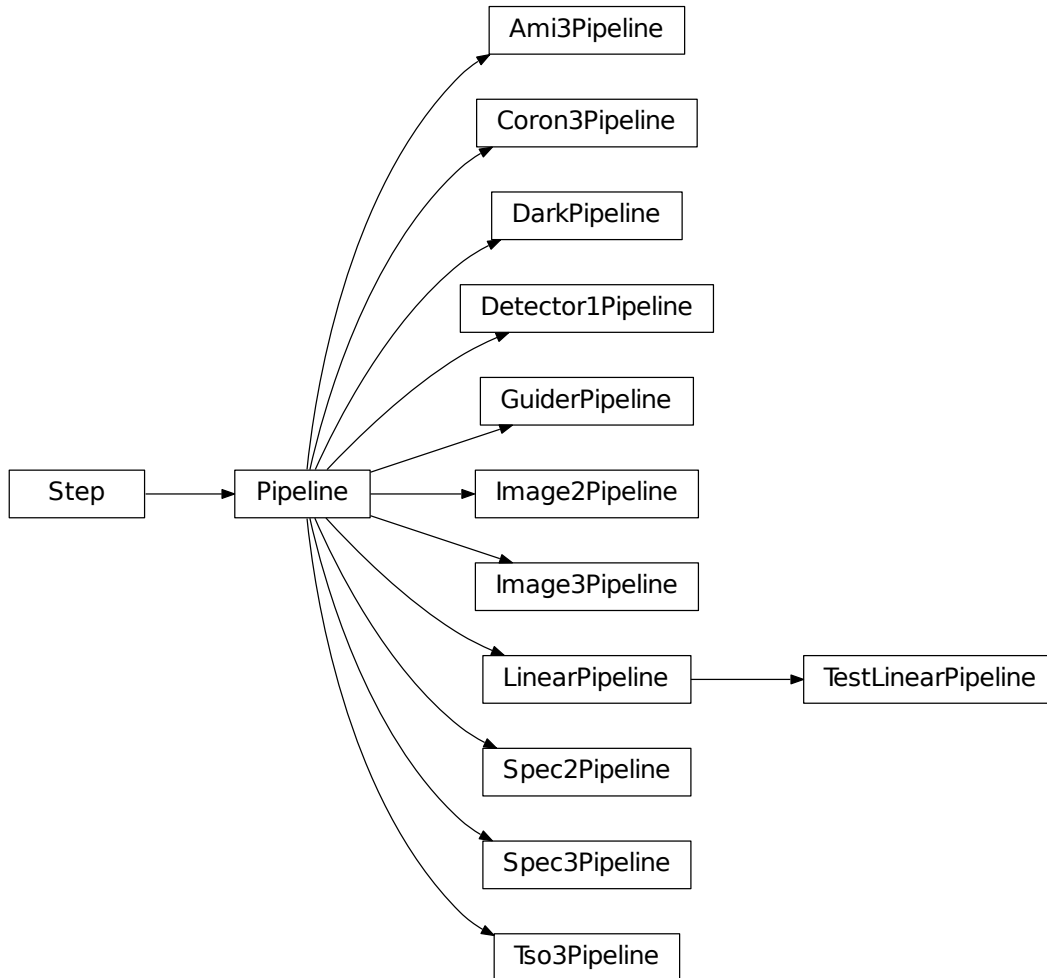 Ami3Pipeline
Coron3Pipeline
DarkPipeline
Detector1Pipeline
GuiderPipeline
Step
Pipeline
Image2Pipeline
Image3Pipeline
LinearPipeline
TestLinearPipeline
Spec2Pipeline
Spec3Pipeline
Tso3Pipeline